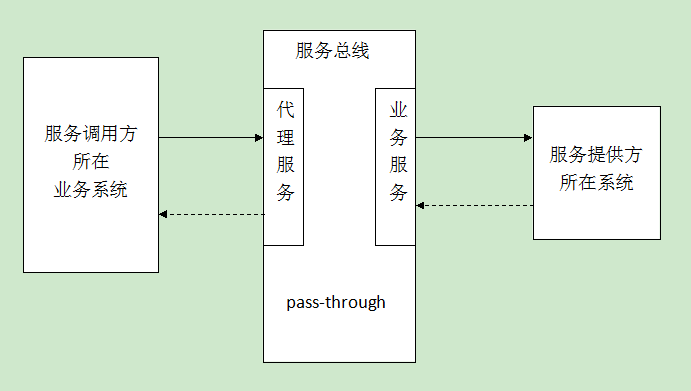 服务总线
服务调用方
所在
业务系统
代理服务
业务服务
服务提供方
所在系统
pass-through